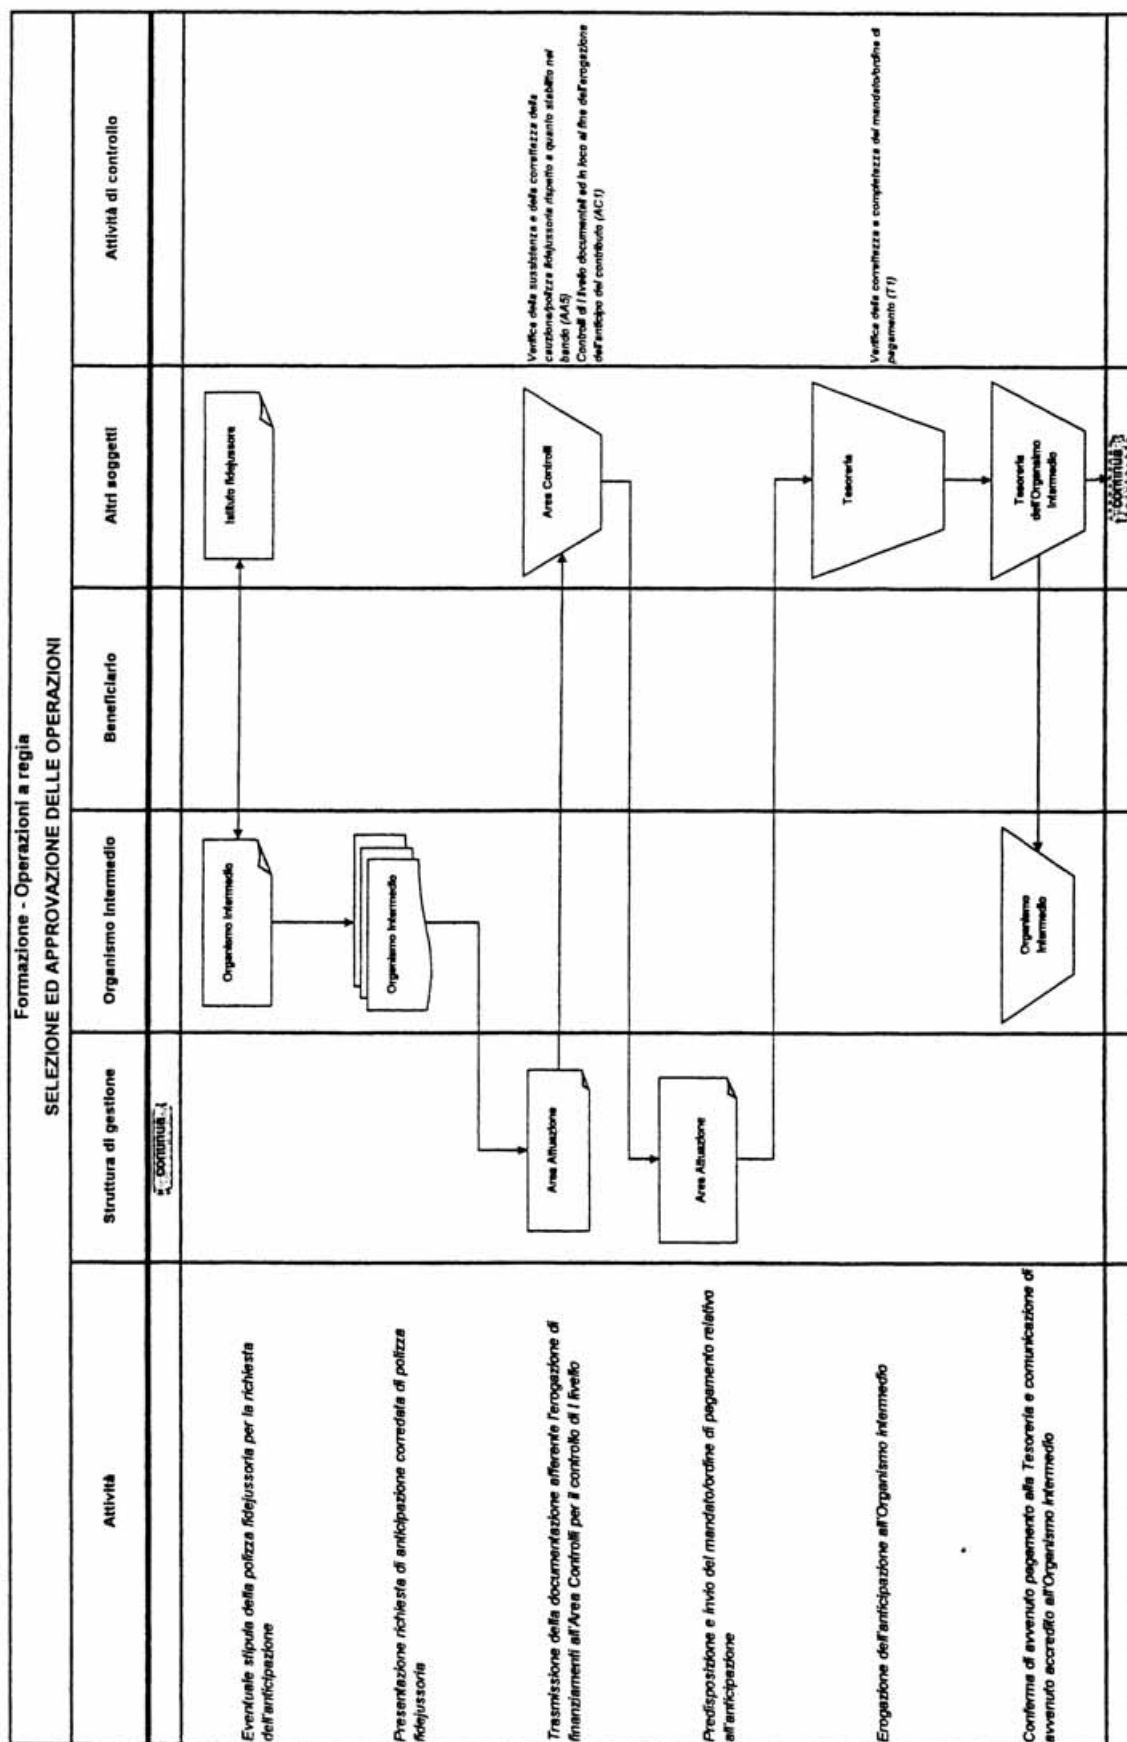 Formazione - Operazioni a regia
SELEZIONE ED APPROVAZIONE DELLE OPERAZIONI
Attività
Struttura di gestione
Organismo Intermedio
Beneficiario
Altri soggetti
Attività di controllo
continua
Eventuale stipula della polizza fidejussoria per la richiesta
dell'anticipazione
Organismo Intermedio
Istituto fidejussore
Presentazione richiesta di anticipazione corredata di polizza
fidejussoria
Organismo Intermedio
Trasmissione della documentazione afferente l'erogazione di
finanziamenti all'Area Controlli per il controllo di I livello
Area Attuazione
Area Controlli
Verifica della sussistenza e della correttezza della
cauzione/polizza fidejussoria rispetto a quanto stabilito nel
bando (AA5)
Controlli di I livello documentali ed in loco al fine dell'erogazione
dell'anticipo del contributo (AC1)
Predisposizione e invio del mandato/ordine di pagamento relativo
all'anticipazione
Area Attuazione
Erogazione dell'anticipazione all'Organismo intermedio
Tesoreria
Verifica della correttezza e completezza del mandato/ordine di
pagamento (T1)
Conferma di avvenuto pagamento alla Tesoreria e comunicazione di
avvenuto accredito all'Organismo intermedio
Organismo
Intermedio
Tesoreria
dell'Organsimo
Intermedio
continua